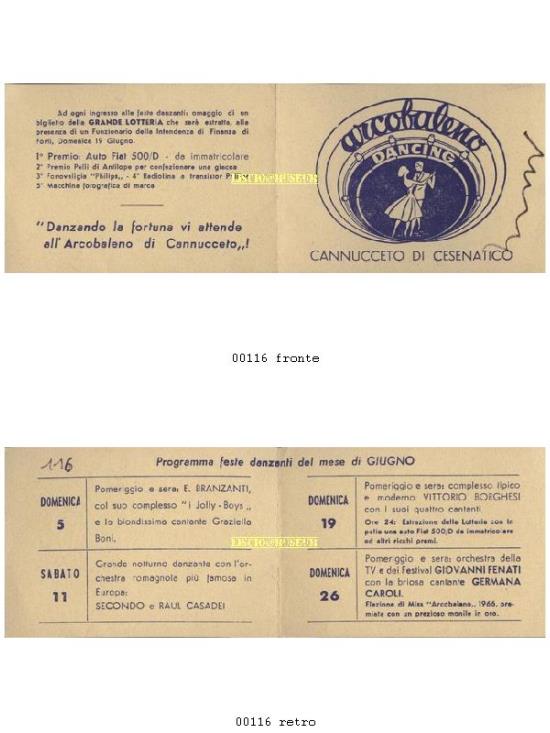 Ad ogni ingresso alle feste danzanti: omaggio di un
biglietto della GRANDE LOTTERIA che sarà estratta alla
presenza di un Funzionario della Intendenza di Finanza di
Forlì, Domenica 19 Giugno.
1° Premio: Auto Fiat 500/D - da immatricolare
2° Premio Pelli di Antilope per confezionare una giacca
3° Fonovaligia "Philips,, - 4° Radiolina a transistor
5° Macchina fotografica di marca
"Danzando la fortuna vi attende
all'Arcobaleno di Cannucceto,,!
arcobaleno
DANCING
CANNUCCETO DI CESENATICO
LISCIO@MUSEUM
00116 fronte
116
Programma feste danzanti del mese di GIUGNO
DOMENICA
5
Pomeriggio e sera: E. BRANZANTI,
col suo complesso "I Jolly-Boys,,
e la biondissima cantante Graziella
Boni.
SABATO
11
Grande notturno danzante con l'or-
chestra romagnola più famosa in
Europa:
SECONDO e RAUL CASADEI
DOMENICA
19
Pomeriggio e sera: complesso tipico
e moderno VITTORIO BORGHESI
con i suoi quattro cantanti.
Ore 24: Estrazione della Lotteria con in
palio una auto Fiat 500/D da immatricolare
ed altri ricchi premi.
DOMENICA
26
Pomeriggio e sera: orchestra della
TV e dei Festival GIOVANNI FENATI
con la briosa cantante GERMANA
CAROLI.
Elezione di Miss "Arcobaleno,, 1966, pre-
miata con un prezioso monile in oro.
LISCIO@MUSEUM
00116 retro